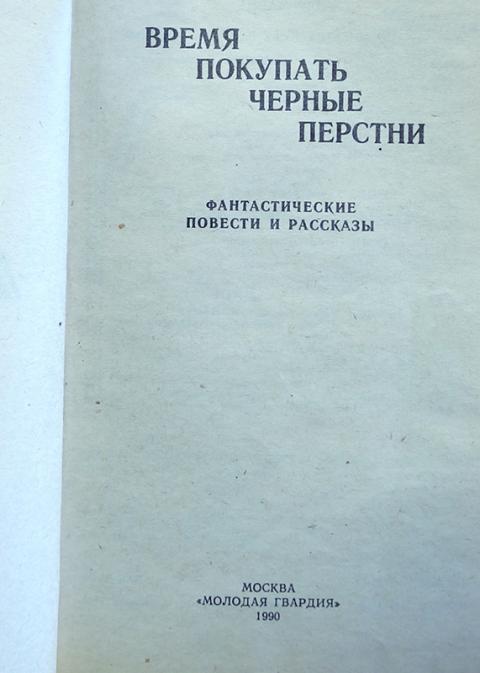 ВРЕМЯ
ПОКУПАТЬ
ЧЕРНЫЕ
ПЕРСТНИ
ФАНТАСТИЧЕСКИЕ
ПОВЕСТИ И РАССКАЗЫ
МОСКВА
«МОЛОДАЯ ГВАРДИЯ»
1990